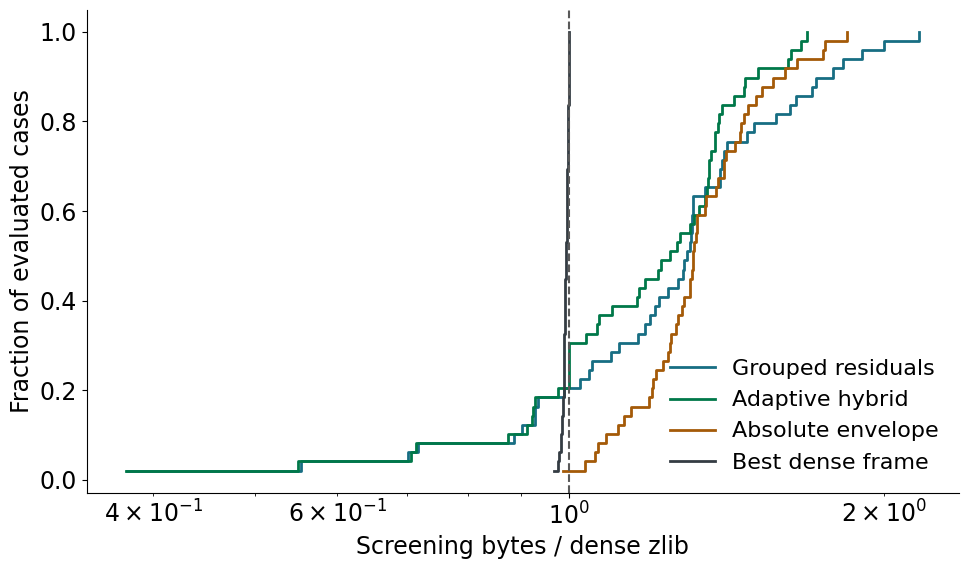 Fraction of evaluated cases
1.0
0.8
0.6
0.4
0.2
0.0
Grouped residuals
Adaptive hybrid
Absolute envelope
Best dense frame
4 × 10⁻¹
6 × 10⁻¹
10⁰
2 × 10⁰
Screening bytes / dense zlib